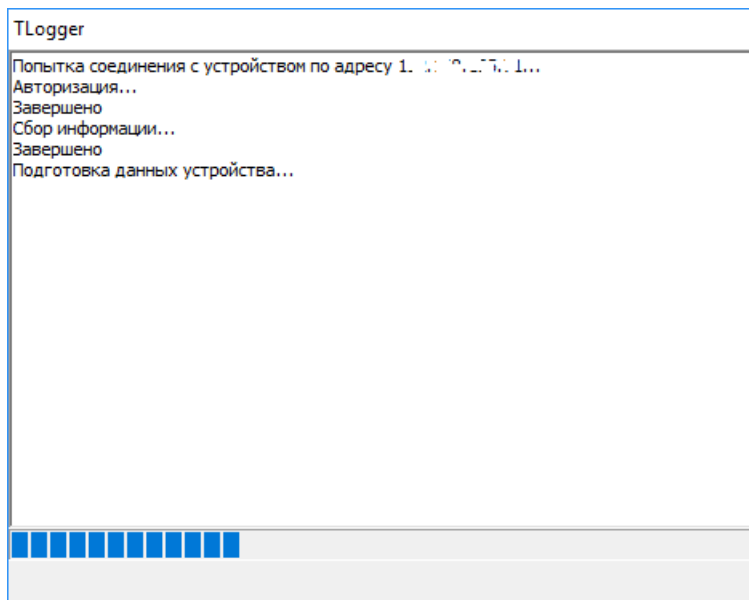 TLogger
Попытка соединения с устройством по адресу
Авторизация...
Завершено
Сбор информации...
Завершено
Подготовка данных устройства...